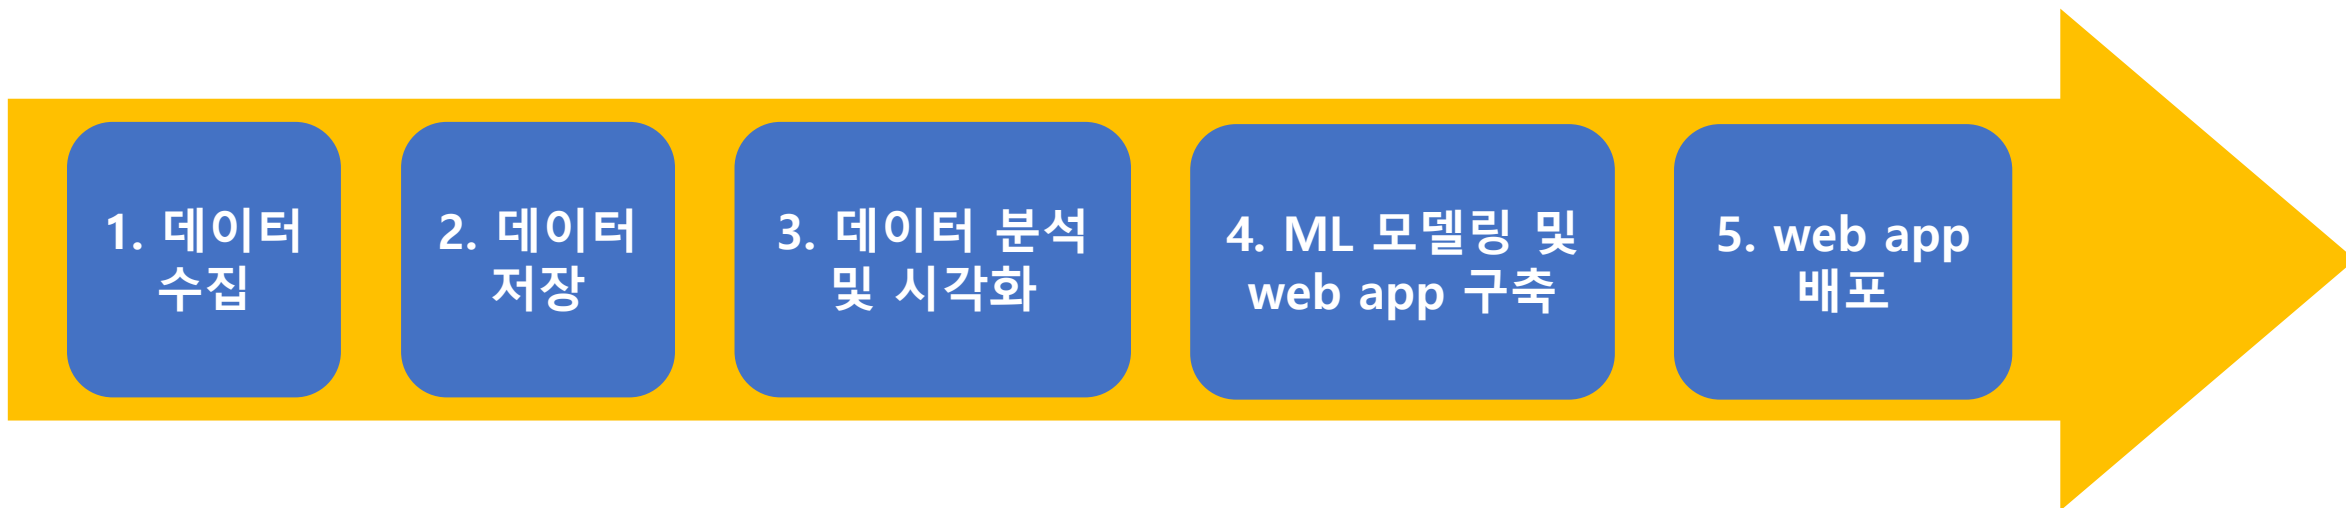 1. 데이터
수집
2. 데이터
저장
3. 데이터 분석
및 시각화
4. ML 모델링 및
web app 구축
5. web app
배포